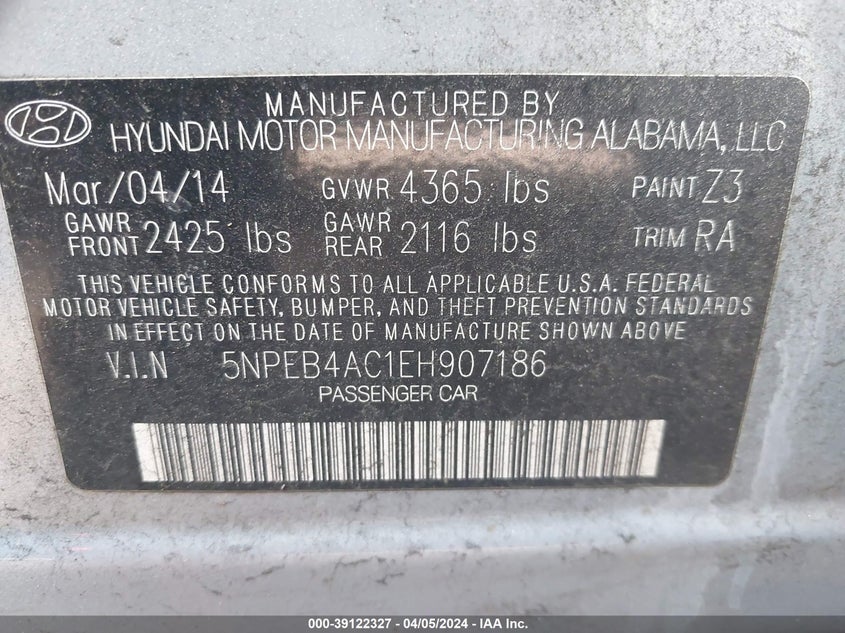 MANUFACTURED BY
HYUNDAI MOTOR MANUFACTURING ALABAMA, LLC
Mar/04/14 GVWR 4365 lbs PAINT Z3
GAWR FRONT 2425 lbs GAWR REAR 2116 lbs TRIM RA
THIS VEHICLE CONFORMS TO ALL APPLICABLE U.S.A. FEDERAL
MOTOR VEHICLE SAFETY, BUMPER, AND THEFT PREVENTION STANDARDS
IN EFFECT ON THE DATE OF MANUFACTURE SHOWN ABOVE
V.I.N 5NPEB4AC1EH907186
PASSENGER CAR
000-39122327 - 04/05/2024 - IAA Inc.